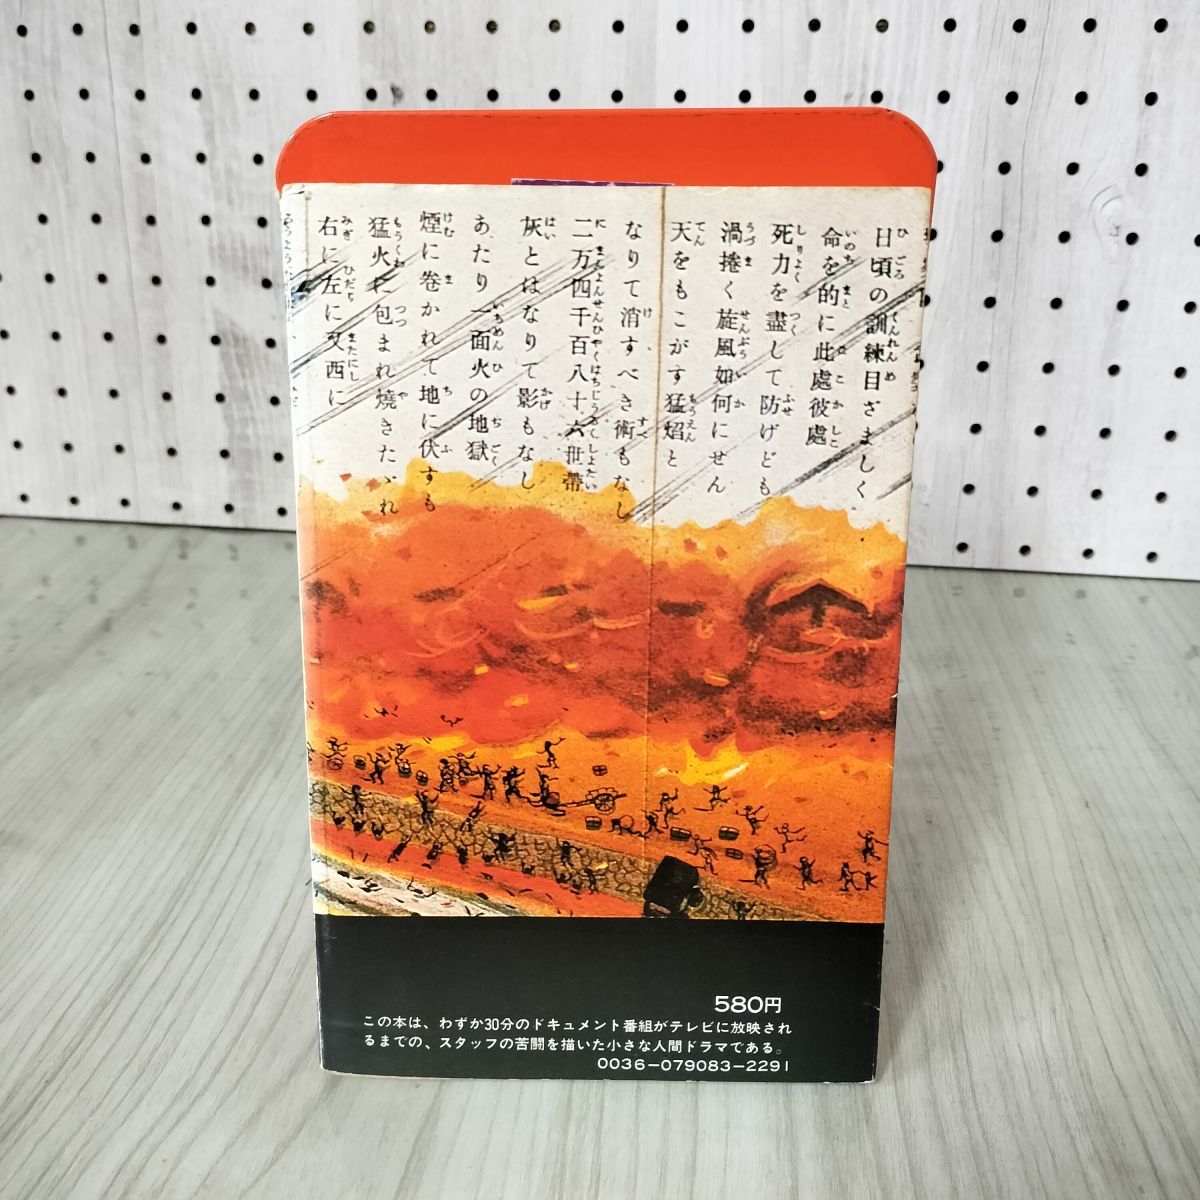 日頃の訓練目ざましく
命を的に此處彼處
死力を盡して防げども
渦捲く旋風如何にせん
天をもこがす猛焰と
なりて消すべき術もなし
二万四千百八十六世帶
灰とはなりて影もなし
あたり一面火の地獄
煙に巻かれて地に伏すも
猛火に包まれ燒きたゞれ
右に左に又西に
580円
この本は、わずか30分のドキュメント番組がテレビに放映され
るまでの、スタッフの苦闘を描いた小さな人間ドラマである。
0036-079083-2291